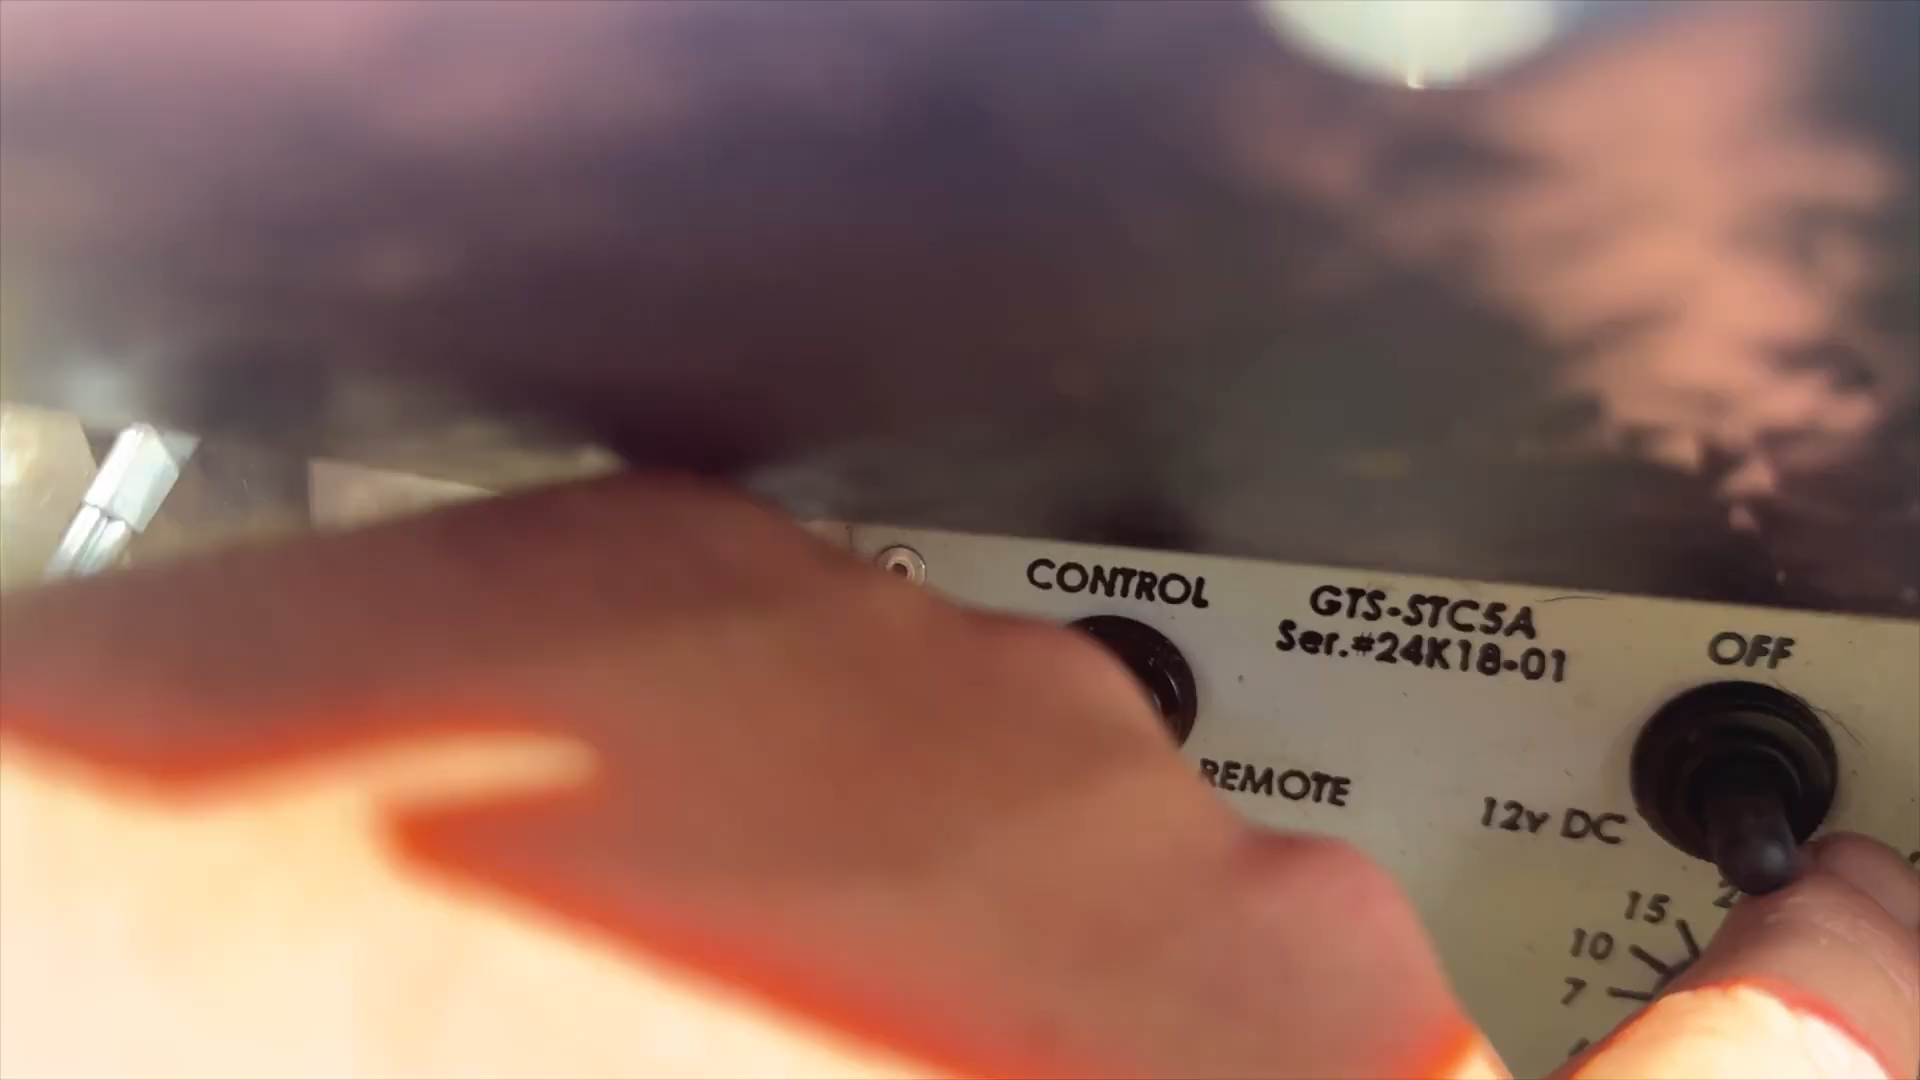 CONTROL
GTS-STC5A
Ser.#24K18-01
OFF
REMOTE
12v DC
15
10
7